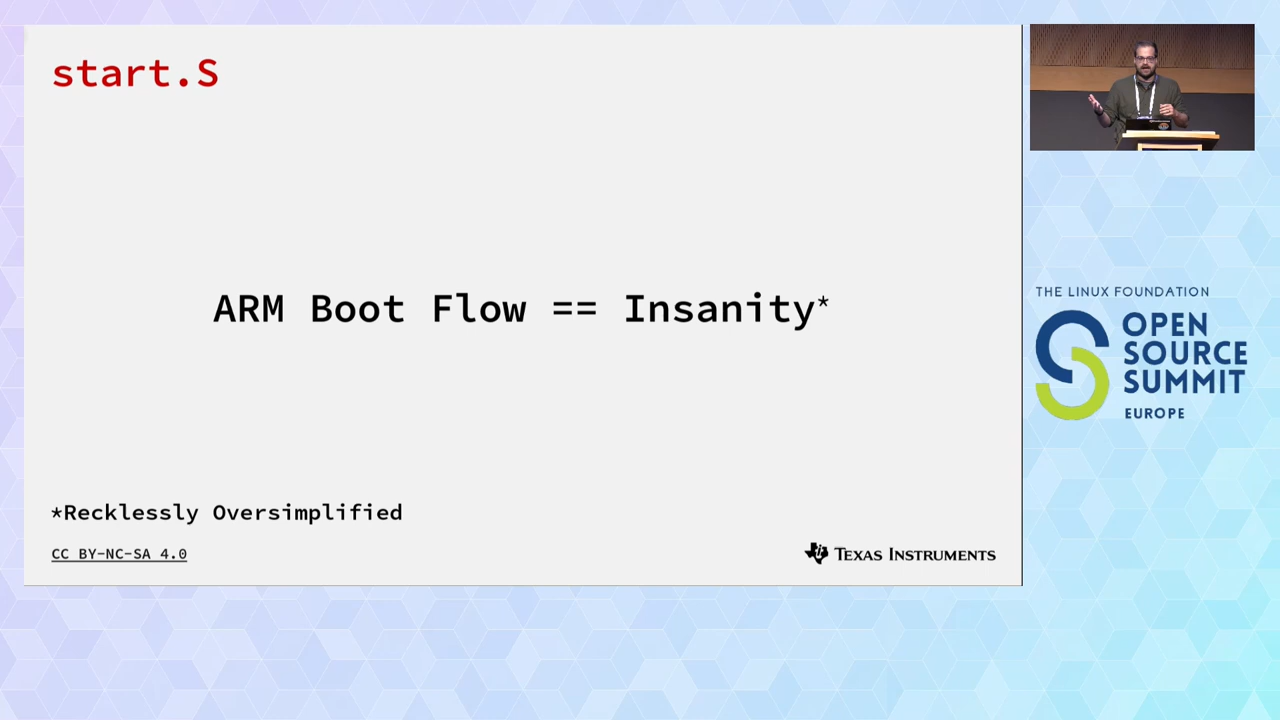 start.S
ARM Boot Flow == Insanity*
*Recklessly Oversimplified
CC BY-NC-SA 4.0
TEXAS INSTRUMENTS
THE LINUX FOUNDATION
OPEN
SOURCE
SUMMIT
EUROPE